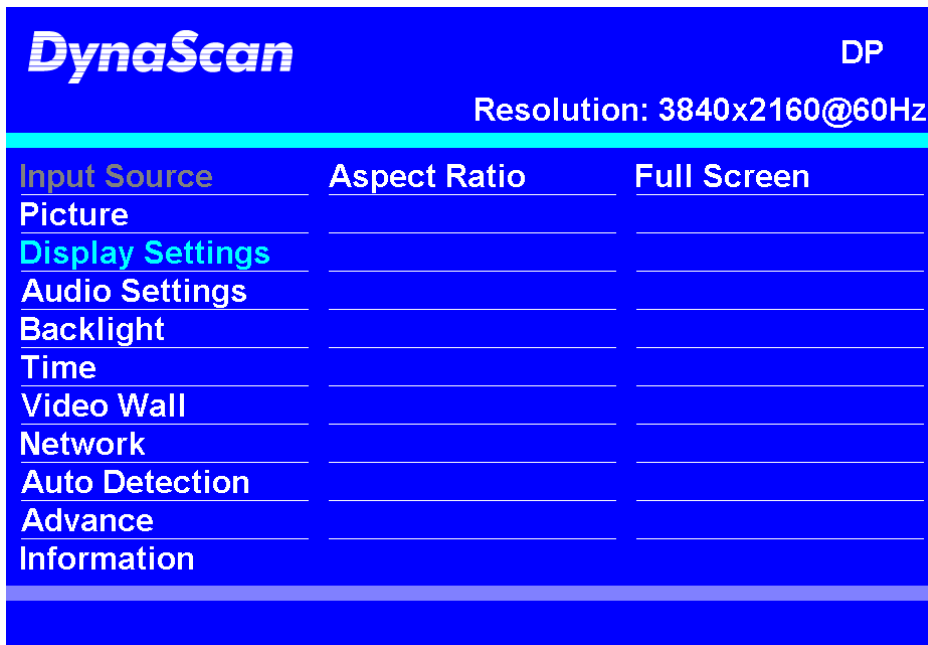 DynaScan
DP
Resolution: 3840x2160@60Hz
Input Source Aspect Ratio Full Screen
Picture
Display Settings
Audio Settings
Backlight
Time
Video Wall
Network
Auto Detection
Advance
Information